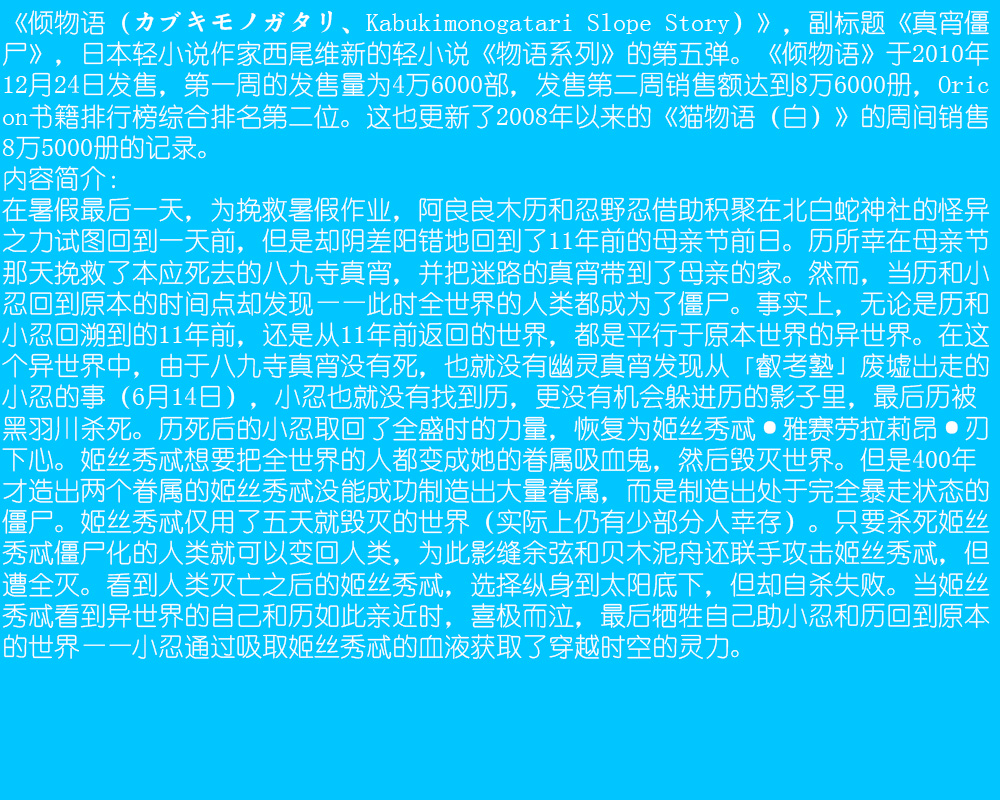 《倾物语（カブキモノガタリ、Kabukimonogatari Slope Story）》，副标题《真宵僵
尸》，日本轻小说作家西尾维新的轻小说《物语系列》的第五弹。《倾物语》于2010年
12月24日发售，第一周的发售量为4万6000部，发售第二周销售额达到8万6000册，Oric
on书籍排行榜综合排名第二位。这也更新了2008年以来的《猫物语（白）》的周间销售
8万5000册的记录。
内容简介：
在暑假最后一天，为挽救暑假作业，阿良良木历和忍野忍借助积聚在北白蛇神社的怪异
之力试图回到一天前，但是却阴差阳错地回到了11年前的母亲节前日。历所幸在母亲节
那天挽救了本应死去的八九寺真宵，并把迷路的真宵带到了母亲的家。然而，当历和小
忍回到原本的时间点却发现——此时全世界的人类都成为了僵尸。事实上，无论是历和
小忍回溯到的11年前，还是从11年前返回的世界，都是平行于原本世界的异世界。在这
个异世界中，由于八九寺真宵没有死，也就没有幽灵真宵发现从「叡考塾」废墟出走的
小忍的事（6月14日），小忍也就没有找到历，更没有机会躲进历的影子里，最后历被
黑羽川杀死。历死后的小忍取回了全盛时的力量，恢复为姬丝秀忒●雅赛劳拉莉昂●刃
下心。姬丝秀忒想要把全世界的人都变成她的眷属吸血鬼，然后毁灭世界。但是400年
才造出两个眷属的姬丝秀忒没能成功制造出大量眷属，而是制造出处于完全暴走状态的
僵尸。姬丝秀忒仅用了五天就毁灭的世界（实际上仍有少部分人幸存）。只要杀死姬丝
秀忒僵尸化的人类就可以变回人类，为此影缝余弦和贝木泥舟还联手攻击姬丝秀忒，但
遭全灭。看到人类灭亡之后的姬丝秀忒，选择纵身到太阳底下，但却自杀失败。当姬丝
秀忒看到异世界的自己和历如此亲近时，喜极而泣，最后牺牲自己助小忍和历回到原本
的世界——小忍通过吸取姬丝秀忒的血液获取了穿越时空的灵力。